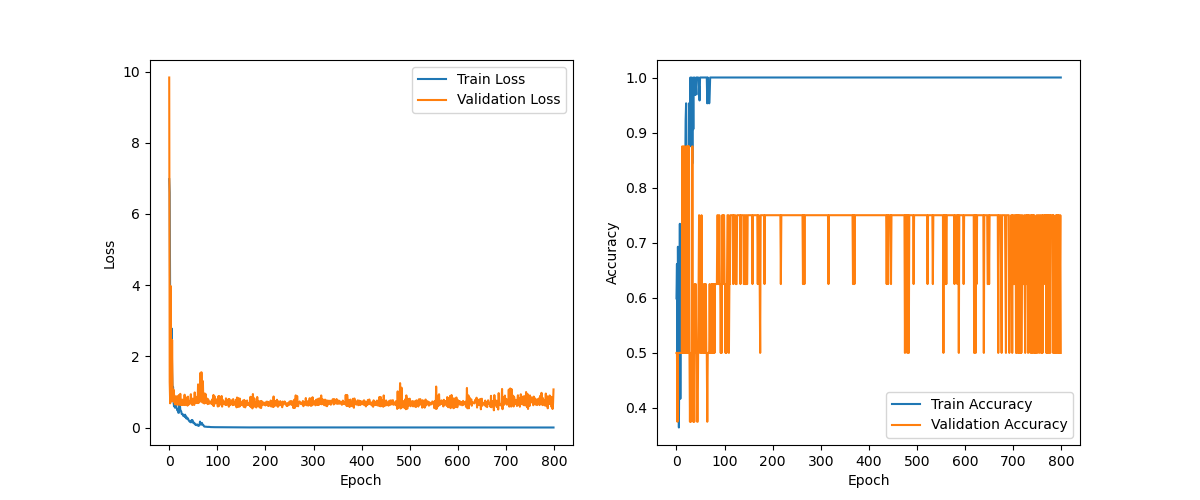 10
8
6
4
2
0
Loss
Train Loss
Validation Loss
0 100 200 300 400 500 600 700 800
Epoch
1.0
0.9
0.8
0.7
0.6
0.5
0.4
Accuracy
Train Accuracy
Validation Accuracy
0 100 200 300 400 500 600 700 800
Epoch